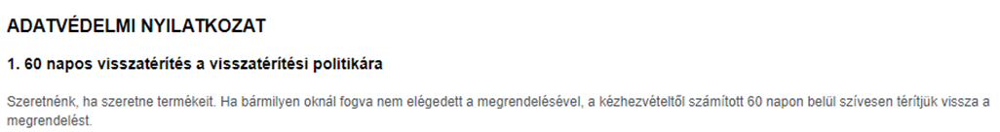 ADATVÉDELMI NYILATKOZAT
1. 60 napos visszatérítés a visszatérítési politikára
Szeretnénk, ha szeretne termékeit. Ha bármilyen oknál fogva nem elégedett a megrendelésével, a kézhezvételtől számított 60 napon belül szívesen térítjük vissza a
megrendelést.